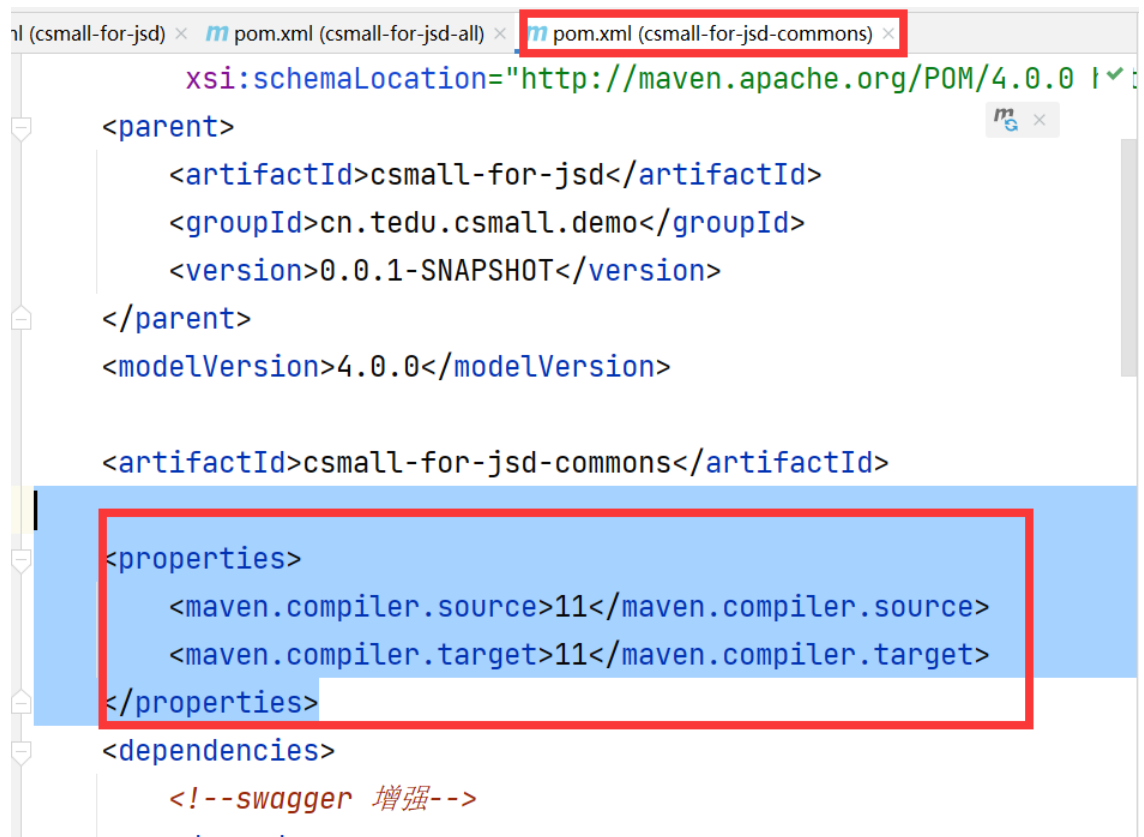 nl (csmall-for-jsd) × m pom.xml (csmall-for-jsd-all) × m pom.xml (csmall-for-jsd-commons) ×
xsi:schemaLocation="http://maven.apache.org/POM/4.0.0
<parent>
<artifactId>csmall-for-jsd</artifactId>
<groupId>cn.tedu.csmall.demo</groupId>
<version>0.0.1-SNAPSHOT</version>
</parent>
<modelVersion>4.0.0</modelVersion>
<artifactId>csmall-for-jsd-commons</artifactId>
<properties>
<maven.compiler.source>11</maven.compiler.source>
<maven.compiler.target>11</maven.compiler.target>
</properties>
<dependencies>
<!--swagger 增强-->